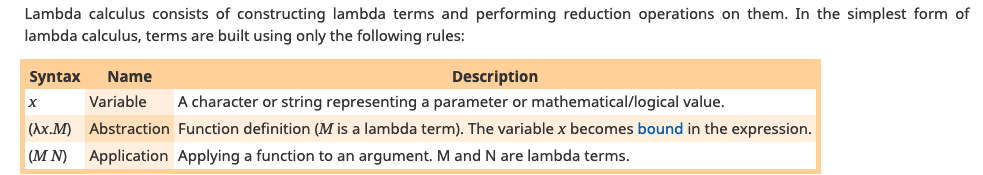 Lambda calculus consists of constructing lambda terms and performing reduction operations on them. In the simplest form of
lambda calculus, terms are built using only the following rules:
Syntax Name Description
x Variable A character or string representing a parameter or mathematical/logical value.
(λx.M) Abstraction Function definition (M is a lambda term). The variable x becomes bound in the expression.
(M N) Application Applying a function to an argument. M and N are lambda terms.